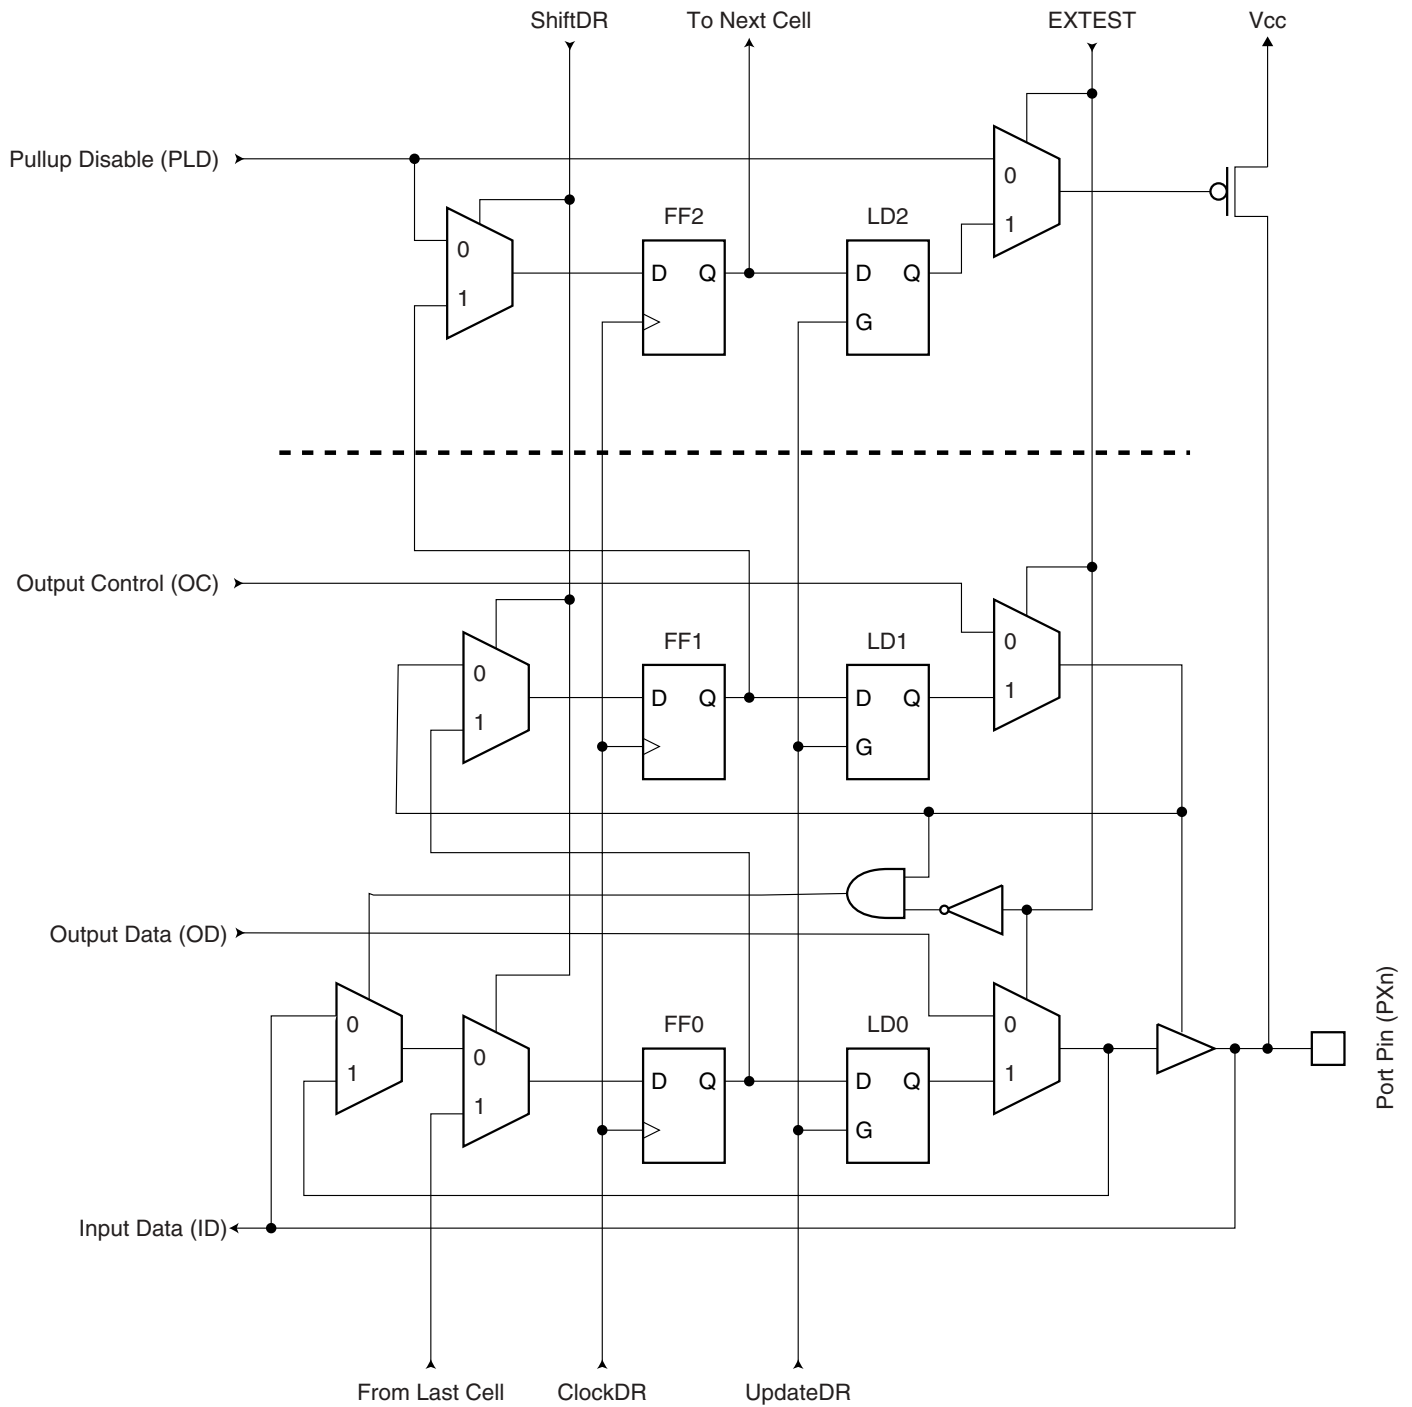 ShiftDR To Next Cell EXTEST Vcc
Pullup Disable (PLD)
0
1
FF2 LD2
0
D Q D Q
1
G
Output Control (OC)
FF1 LD1
0
0
D Q D Q
1
1
G
Output Data (OD)
FF0 LD0
0
0
0
1
D Q D Q
1
1
G
Port Pin (PXn)
Input Data (ID)
From Last Cell ClockDR UpdateDR